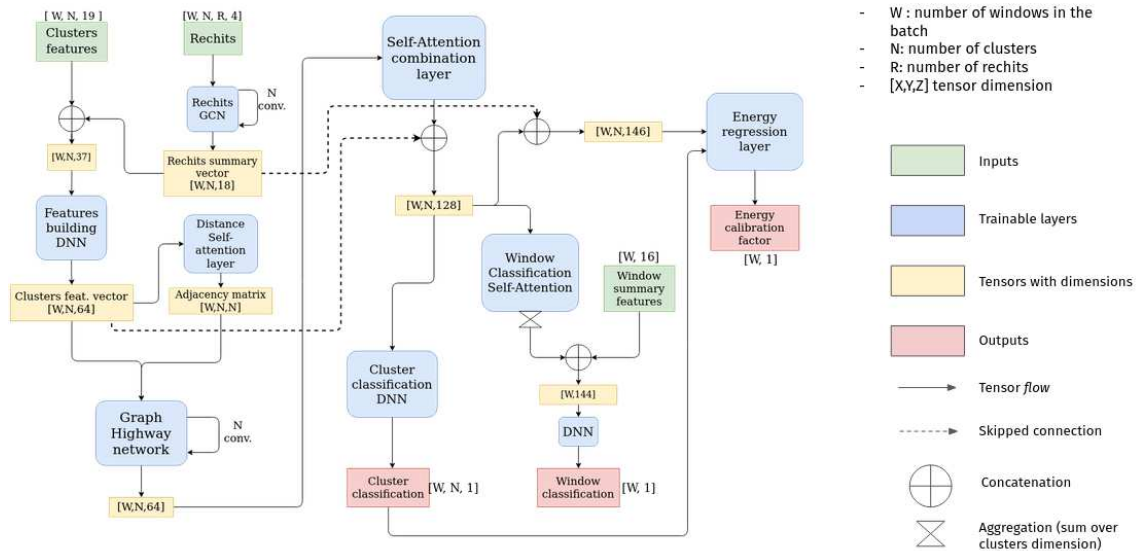 [ W, N, 19 ]
Clusters
features
[W, N, R, 4]
Rechits
Rechits
GCN
N
conv.
[W,N,37]
Rechits summary
vector
[W,N,18]
Features
building
DNN
Distance
Self-
attention
layer
Clusters feat. vector
[W,N,64]
Adjacency matrix
[W,N,N]
Graph
Highway
network
N
conv.
[W,N,64]
Self-Attention
combination
layer
[W,N,146]
Energy
regression
layer
[W,N,128]
Energy
calibration
factor
[W, 1]
Window
Classification
Self-Attention
[W, 16]
Window
summary
features
Cluster
classification
DNN
[W,144]
DNN
Cluster
classification
[W, N, 1]
Window
classification
[W, 1]
- W : number of windows in the
batch
- N: number of clusters
- R: number of rechits
- [X,Y,Z] tensor dimension
Inputs
Trainable layers
Tensors with dimensions
Outputs
Tensor flow
Skipped connection
Concatenation
Aggregation (sum over
clusters dimension)